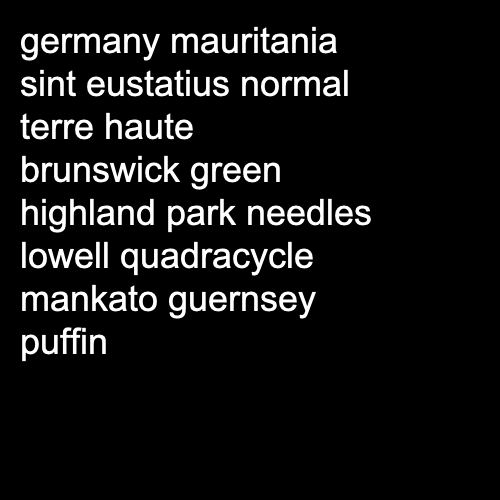 germany mauritania
sint eustatius normal
terre haute
brunswick green
highland park needles
lowell quadracycle
mankato guernsey
puffin